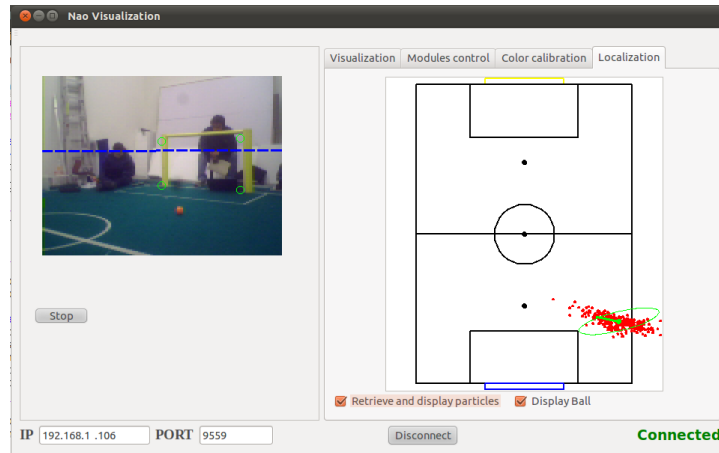 Nao Visualization
Visualization Modules control Color calibration Localization
Stop
Retrieve and display particles Display Ball
IP 192.168.1 .106 PORT 9559 Disconnect Connected